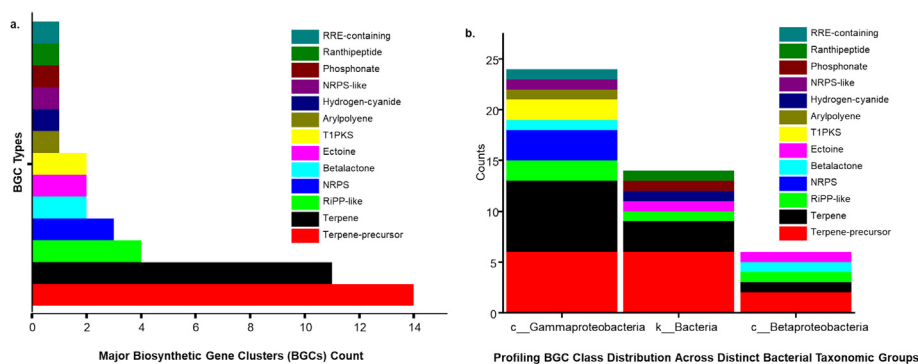 a.
RRE-containing
Ranthipeptide
Phosphonate
NRPS-like
Hydrogen-cyanide
Arylpolyene
T1PKS
Ectoine
Betalactone
NRPS
RiPP-like
Terpene
Terpene-precursor
BGC Types
0 2 4 6 8 10 12 14
Major Biosynthetic Gene Clusters (BGCs) Count
b.
RRE-containing
Ranthipeptide
Phosphonate
NRPS-like
Hydrogen-cyanide
Arylpolyene
T1PKS
Ectoine
Betalactone
NRPS
RiPP-like
Terpene
Terpene-precursor
Counts
25
20
15
10
5
0
c__Gammaproteobacteria k__Bacteria c__Betaproteobacteria
Profiling BGC Class Distribution Across Distinct Bacterial Taxonomic Groups